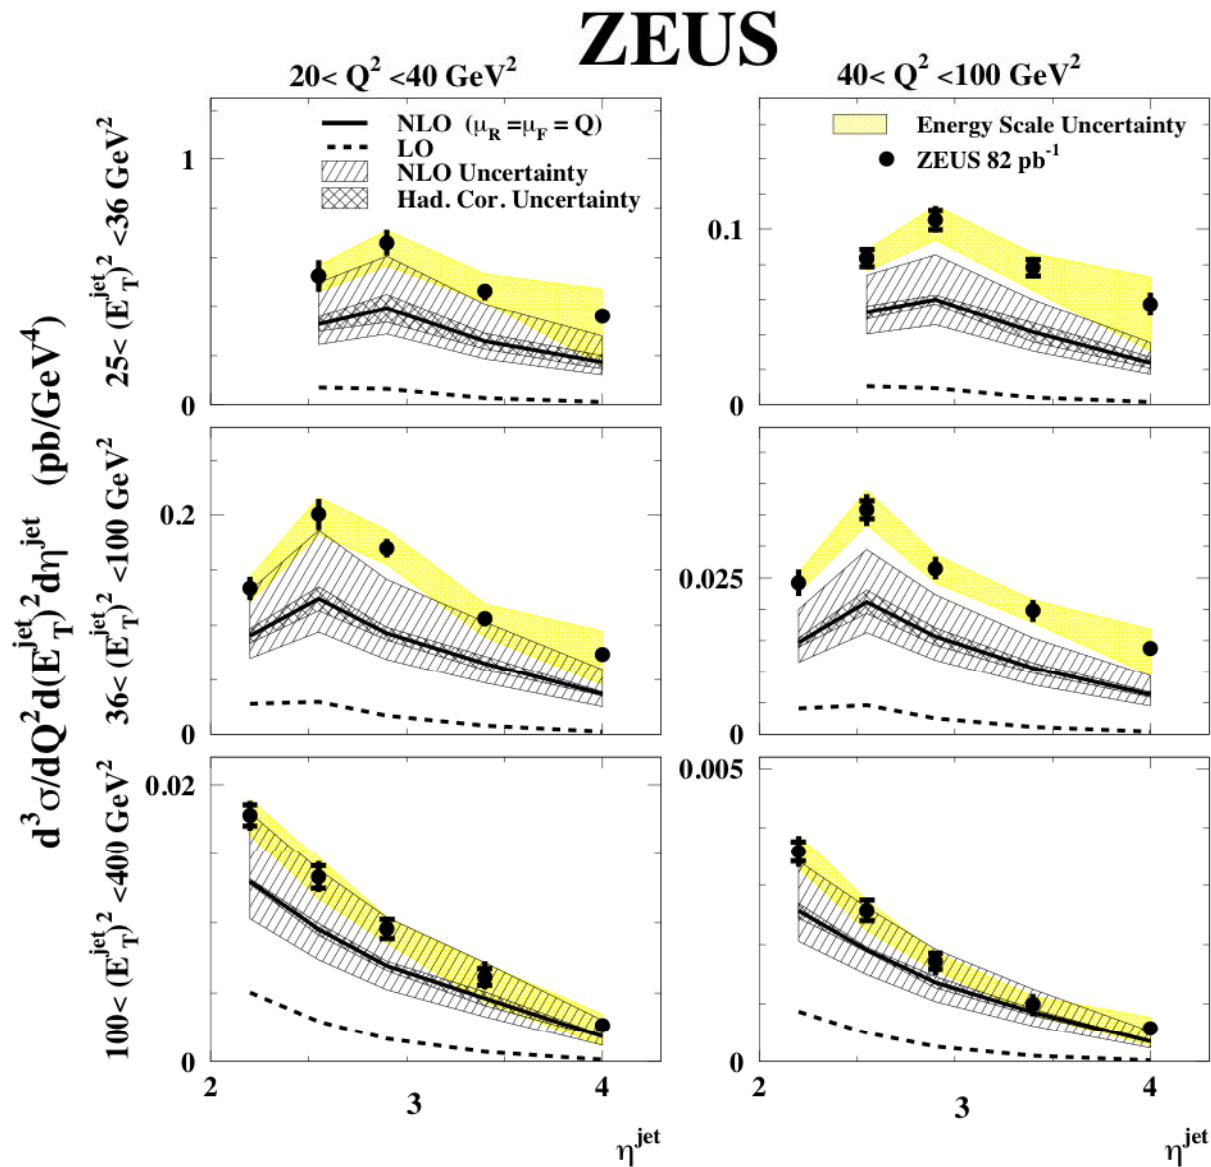 ZEUS
20< Q² <40 GeV²
40< Q² <100 GeV²
d³σ/dQ²d(E_T^jet)²dη^jet (pb/GeV⁴)
25< (E_T^jet)² <36 GeV²
NLO (μ_R =μ_F = Q)
LO
NLO Uncertainty
Had. Cor. Uncertainty
1
0
Energy Scale Uncertainty
ZEUS 82 pb⁻¹
0.1
0
36< (E_T^jet)² <100 GeV²
0.2
0
0.025
0
100< (E_T^jet)² <400 GeV²
0.02
0
0.005
0
2 3 4
2 3 4
η^jet
η^jet